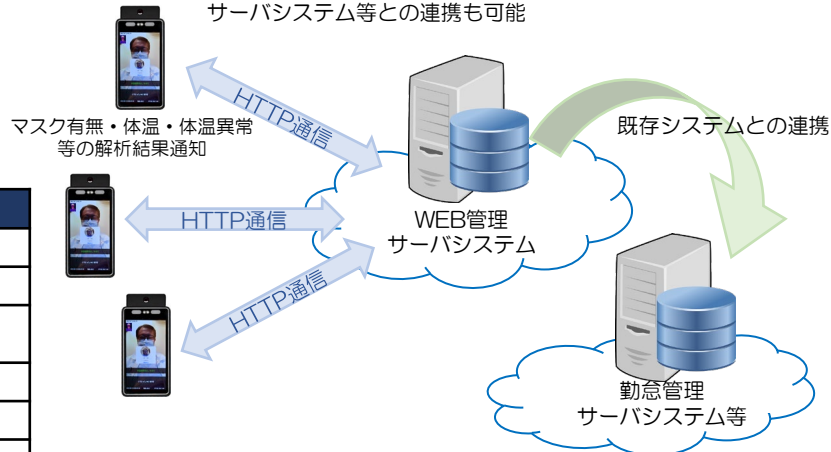 サーバシステム等との連携も可能
HTTP通信
マスク有無・体温・体温異常
等の解析結果通知
既存システムとの連携
HTTP通信
WEB管理
サーバシステム
HTTP通信
勤怠管理
サーバシステム等